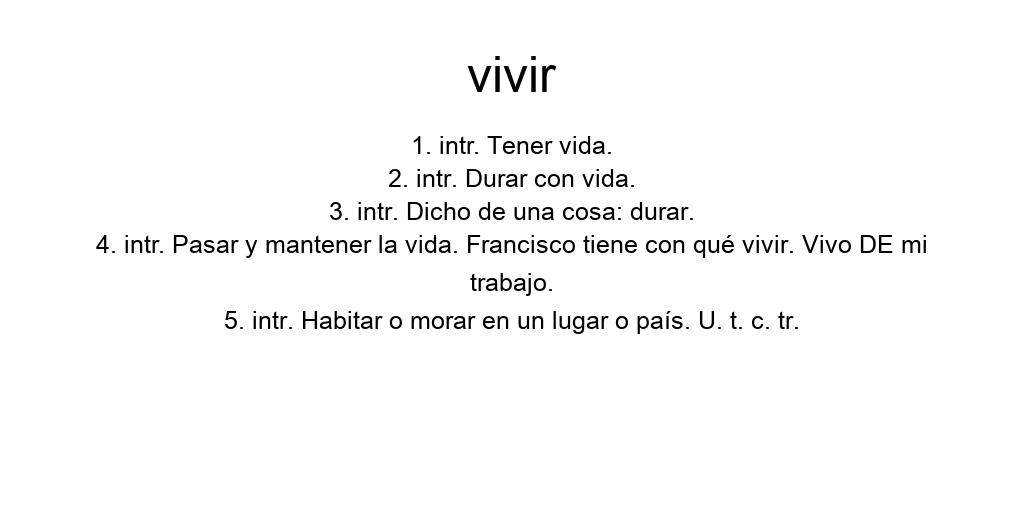 vivir
1. intr. Tener vida.
2. intr. Durar con vida.
3. intr. Dicho de una cosa: durar.
4. intr. Pasar y mantener la vida. Francisco tiene con qué vivir. Vivo DE mi
trabajo.
5. intr. Habitar o morar en un lugar o país. U. t. c. tr.